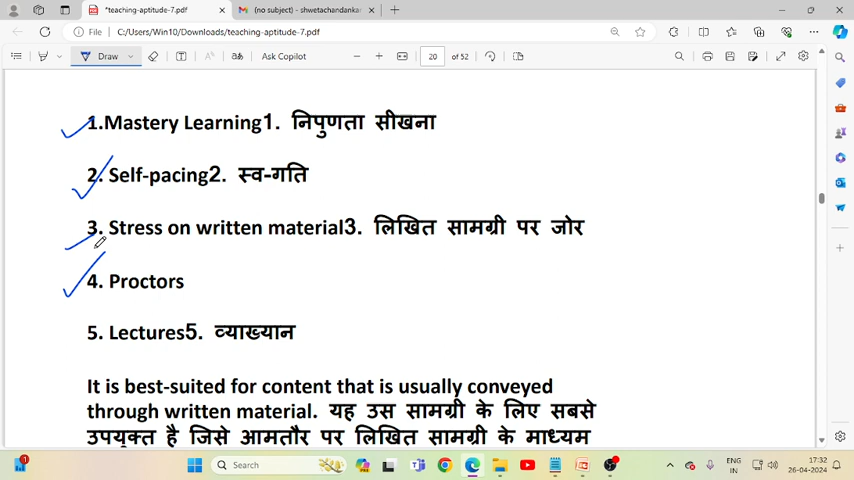 *teaching-aptitude-7.pdf
(no subject) - shwetachandankar
File
C:/Users/Win10/Downloads/teaching-aptitude-7.pdf
Draw
Ask Copilot
20 of 52
1.Mastery Learning1. निपुणता सीखना
2. Self-pacing2. स्व-गति
3. Stress on written material3. लिखित सामग्री पर जोर
4. Proctors
5. Lectures5. व्याख्यान
It is best-suited for content that is usually conveyed
through written material. यह उस सामग्री के लिए सबसे
उपयुक्त है जिसे आमतौर पर लिखित सामग्री के माध्यम
Search
ENG
IN
17:32
26-04-2024